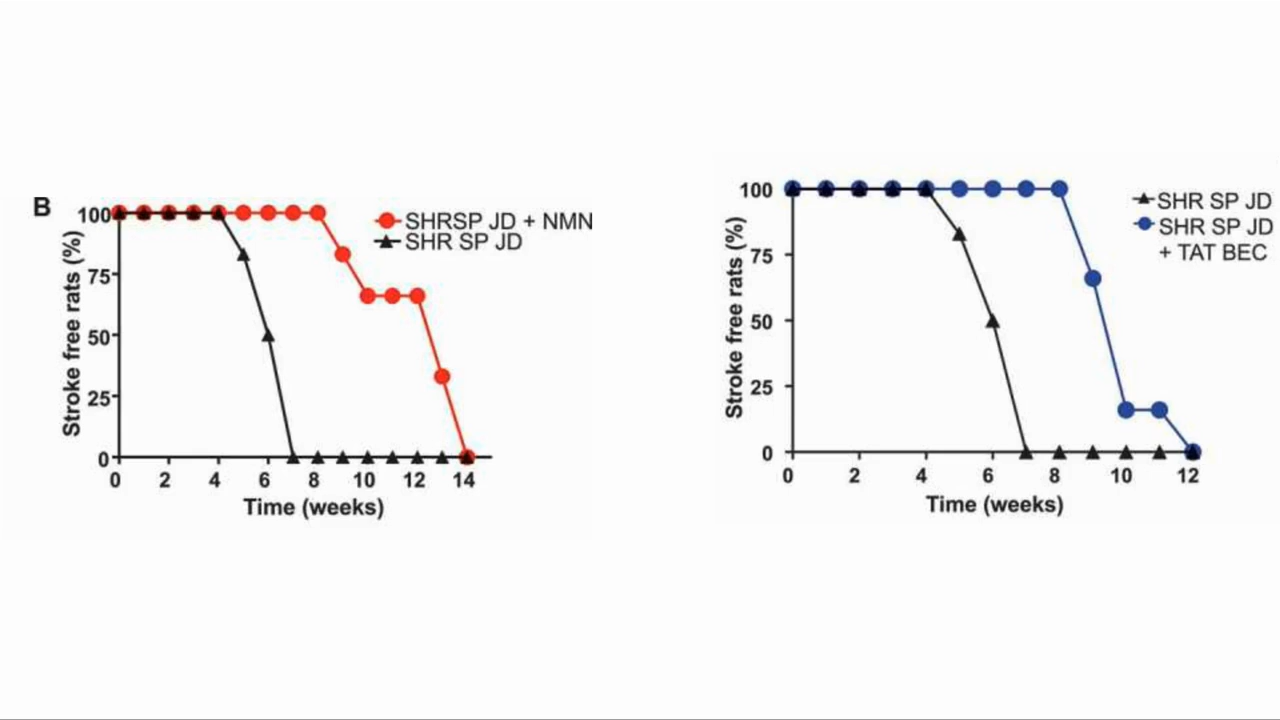 B
SHRSP JD + NMN
SHR SP JD
Stroke free rats (%)
100
75
50
25
0
0 2 4 6 8 10 12 14
Time (weeks)
SHR SP JD
SHR SP JD
+ TAT BEC
Stroke free rats (%)
100
75
50
25
0
0 2 4 6 8 10 12
Time (weeks)